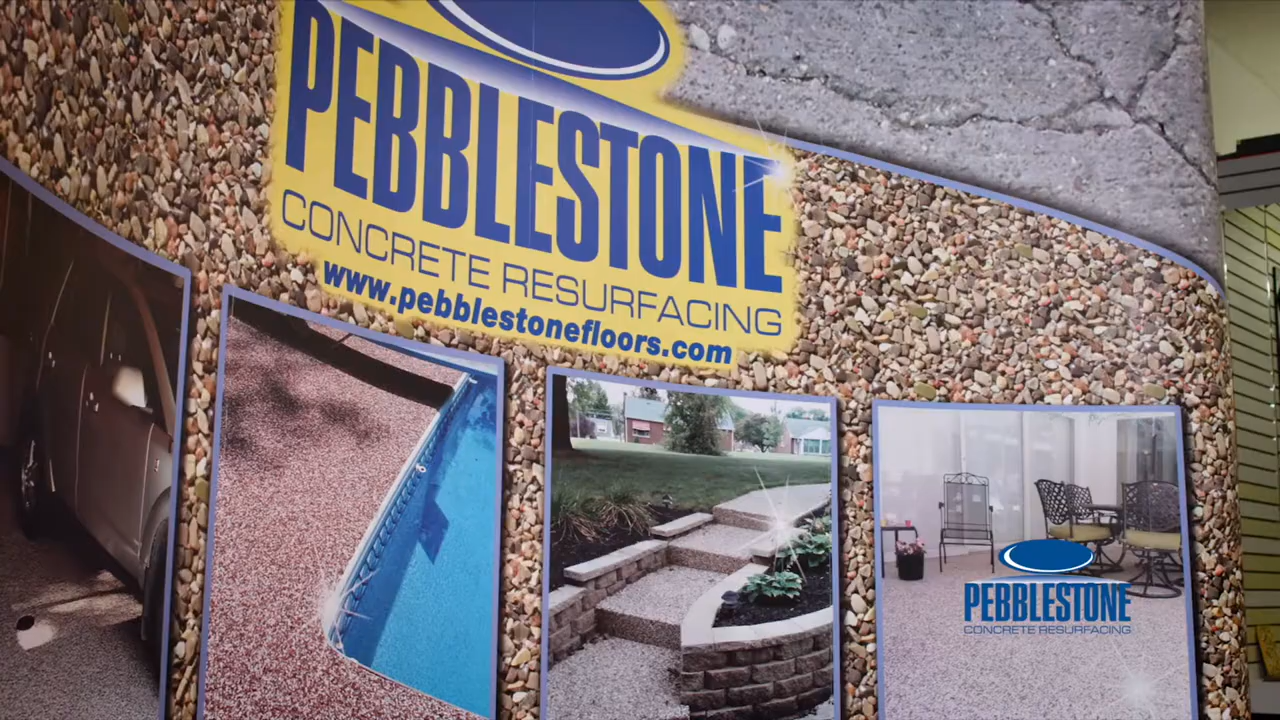 PEBBLESTONE
CONCRETE RESURFACING
www.pebblestonefloors.com
PEBBLESTONE
CONCRETE RESURFACING